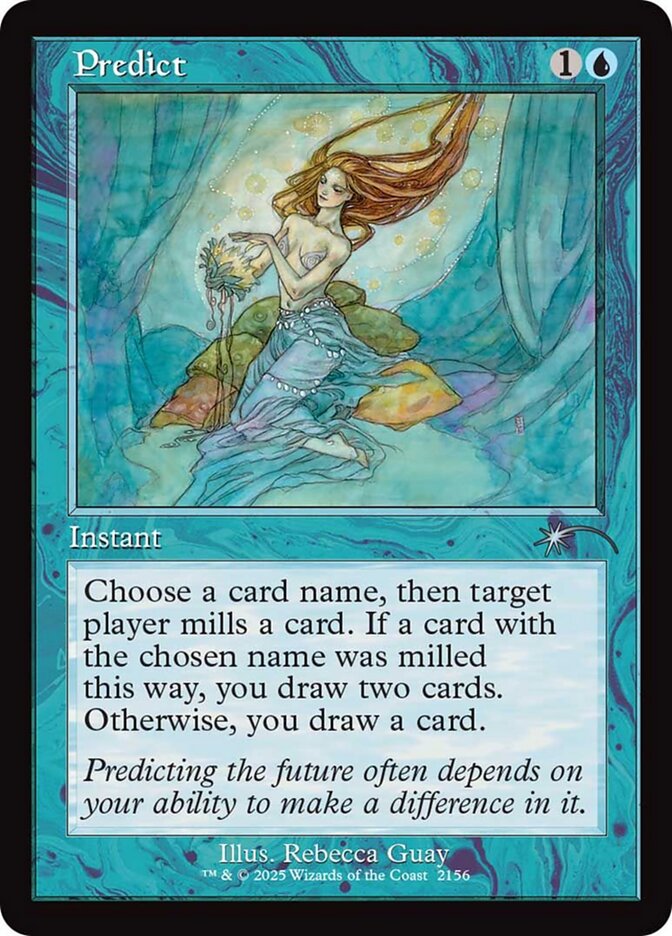 Predict 1
Instant
Choose a card name, then target
player mills a card. If a card with
the chosen name was milled
this way, you draw two cards.
Otherwise, you draw a card.
Predicting the future often depends on
your ability to make a difference in it.
Illus. Rebecca Guay
™ & © 2025 Wizards of the Coast 2156